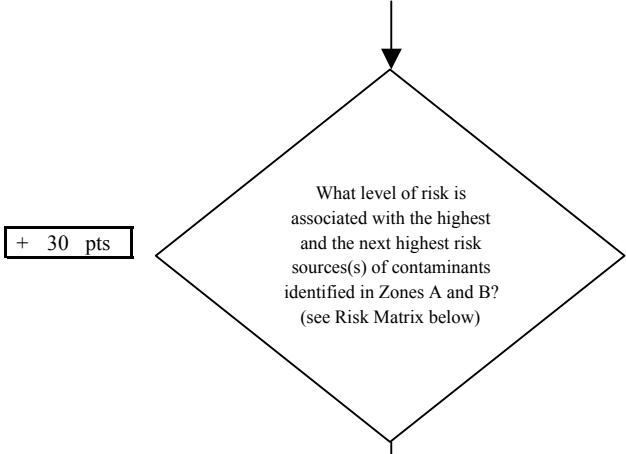 What level of risk is
associated with the highest
and the next highest risk
sources(s) of contaminants
identified in Zones A and B?
(see Risk Matrix below)
+ 30 pts